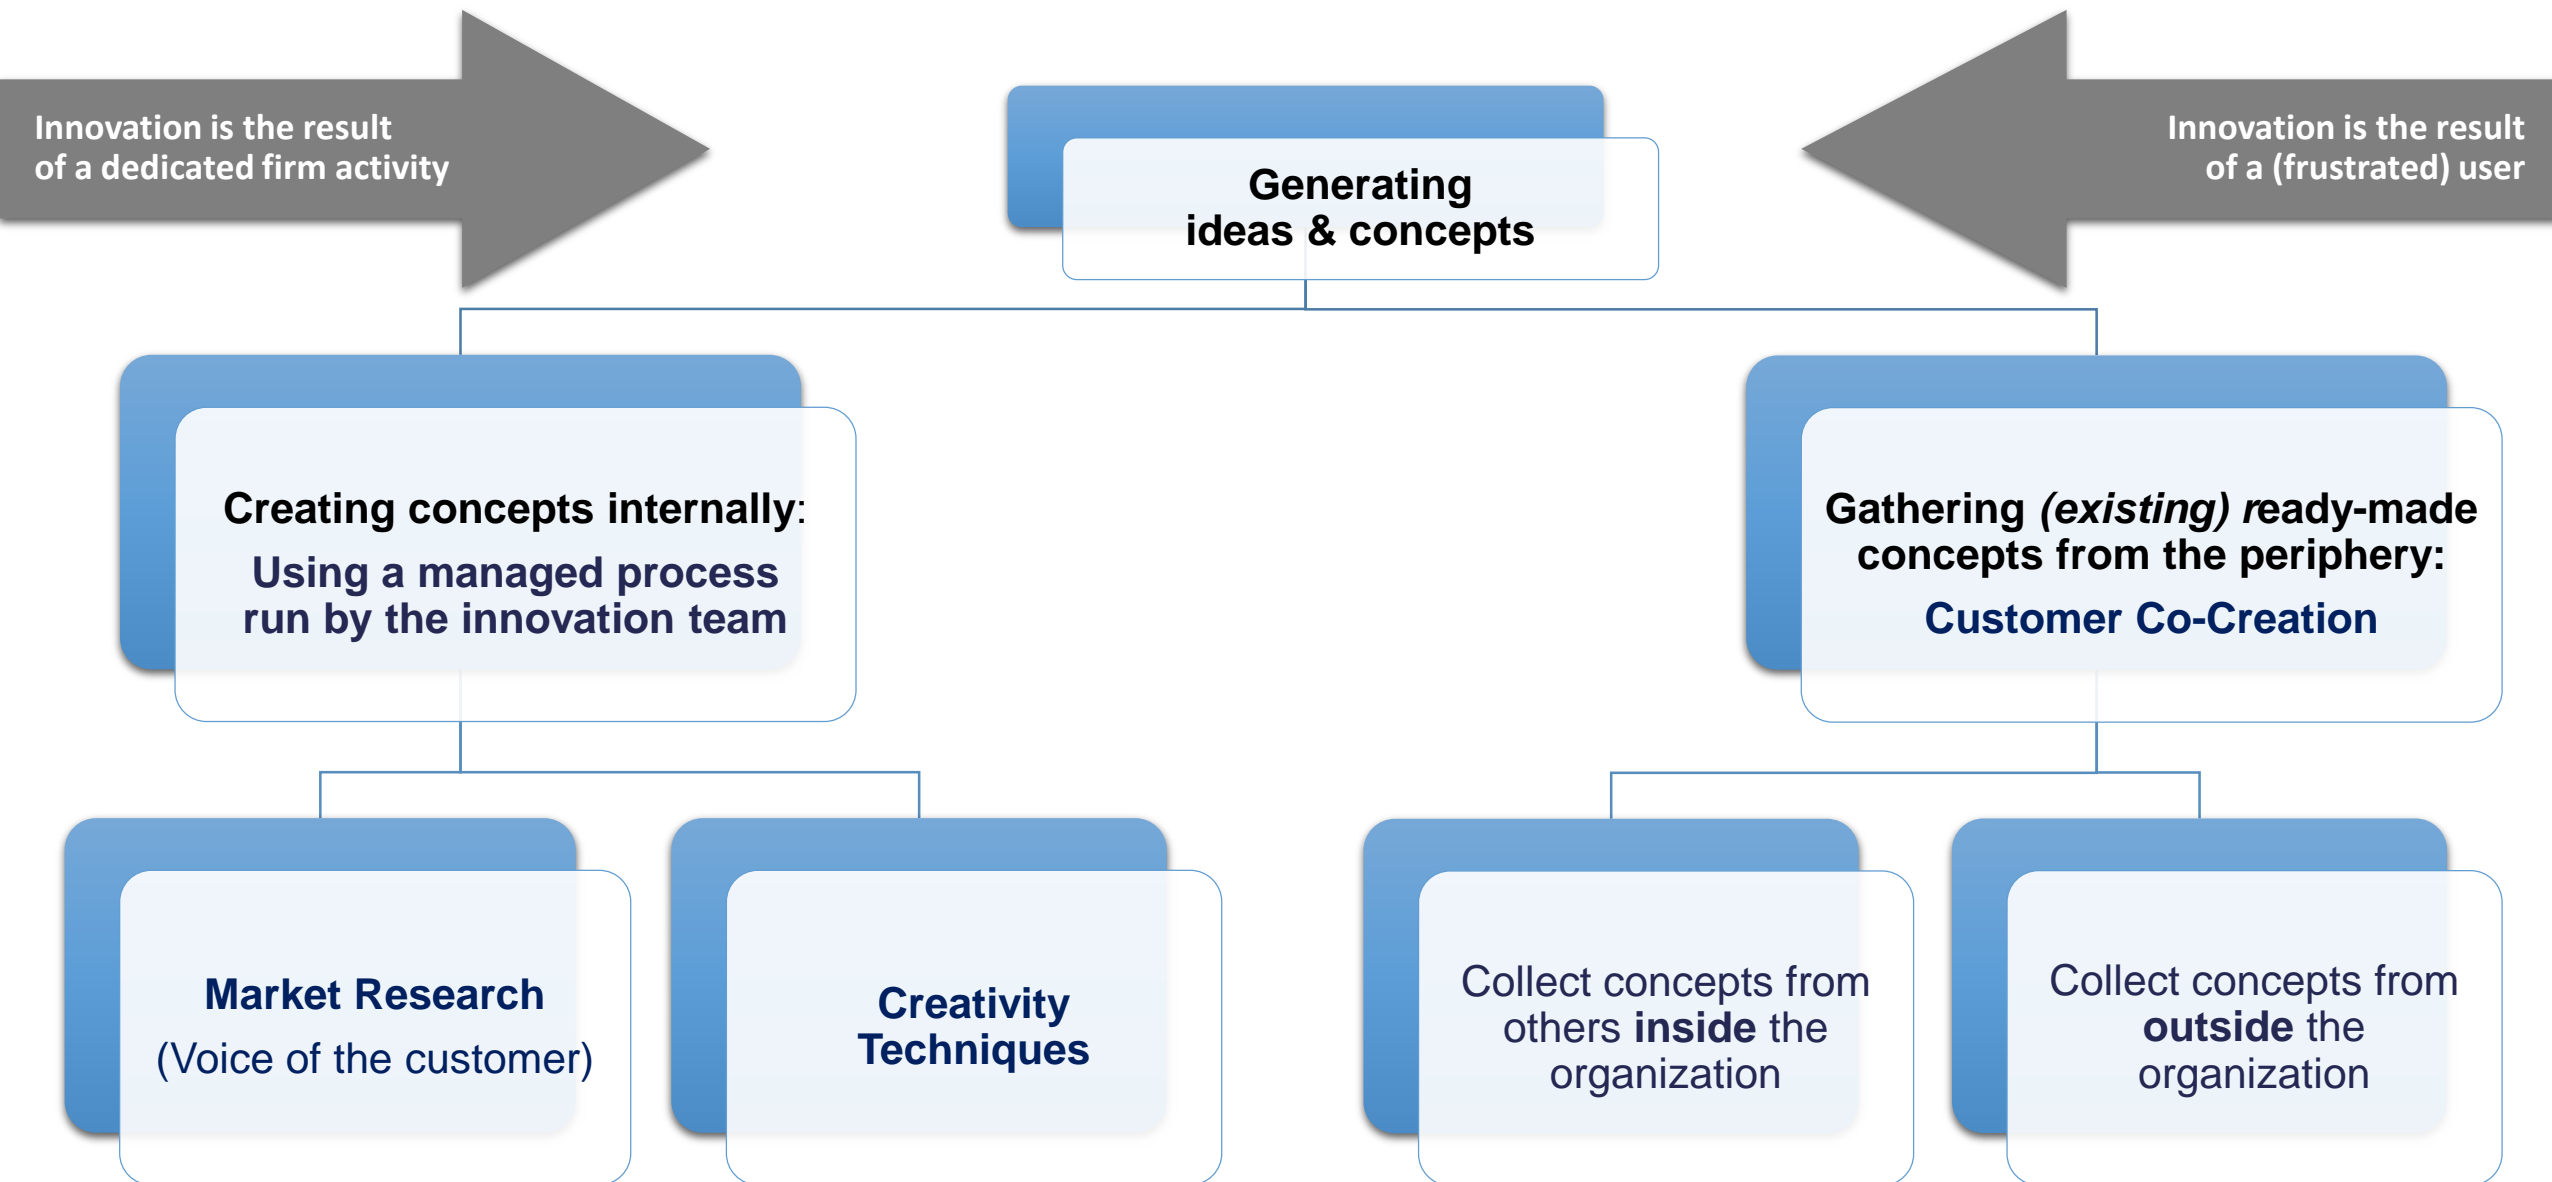 Innovation is the result
of a dedicated firm activity
Generating
ideas & concepts
Innovation is the result
of a (frustrated) user
Creating concepts internally:
Using a managed process
run by the innovation team
Gathering (existing) ready-made
concepts from the periphery:
Customer Co-Creation
Market Research
(Voice of the customer)
Creativity
Techniques
Collect concepts from
others inside the
organization
Collect concepts from
outside the
organization